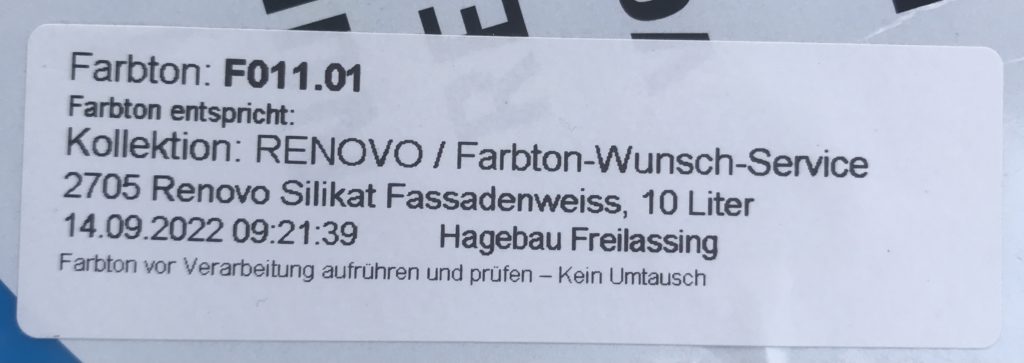 Farbton: F011.01
Farbton entspricht:
Kollektion: RENOVO / Farbton-Wunsch-Service
2705 Renovo Silikat Fassadenweiss, 10 Liter
14.09.2022 09:21:39 Hagebau Freilassing
Farbton vor Verarbeitung aufrühren und prüfen – Kein Umtausch